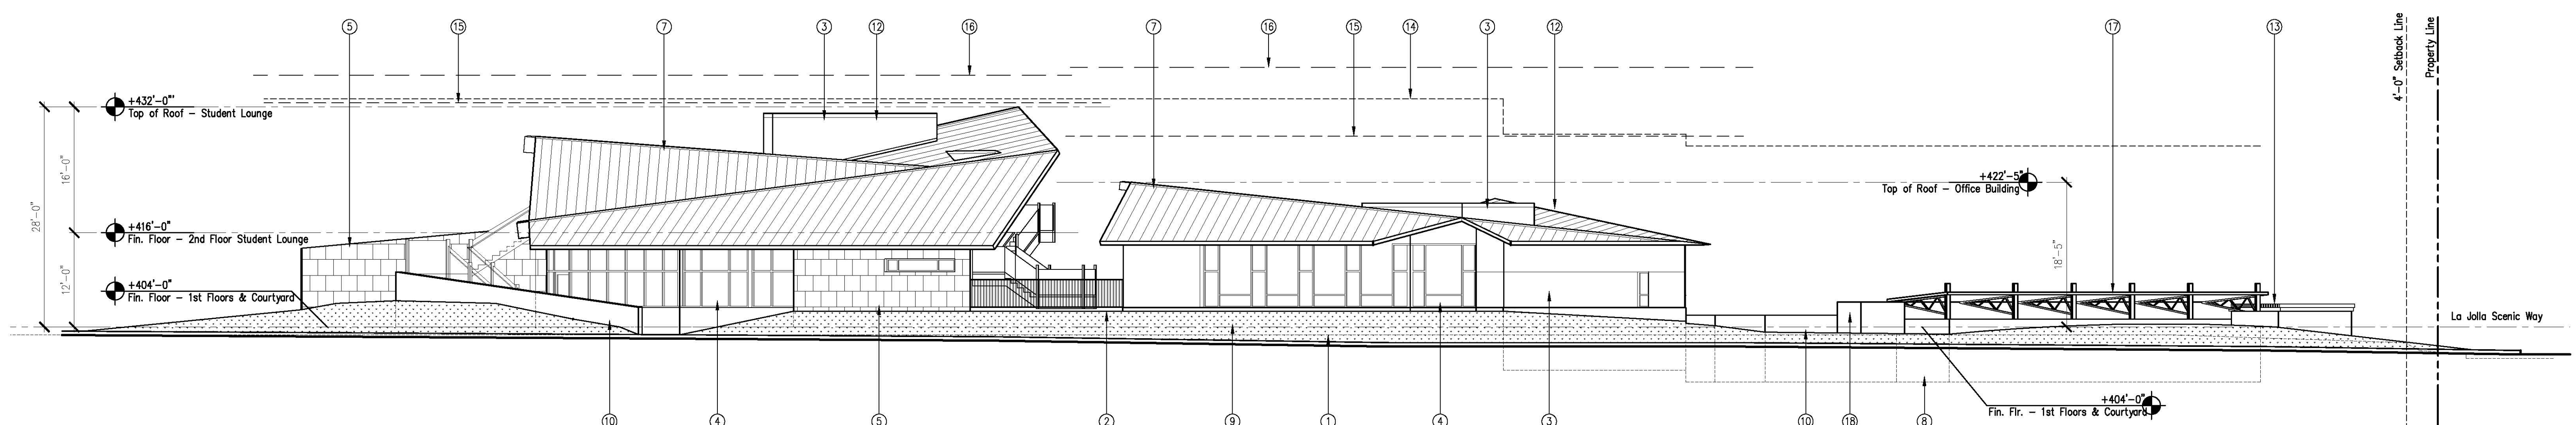 5 15 7 3 12 16 7 16 15 14 3 12 17 13
4'-0" Setback Line
Property Line
+432'-0"'
Top of Roof - Student Lounge
16'-0"
28'-0"
+422'-5"
Top of Roof - Office Building
+416'-0"
Fin. Floor - 2nd Floor Student Lounge
18'-5"
12'-0"
+404'-0"
Fin. Floor - 1st Floors & Courtyard
La Jolla Scenic Way
+404'-0"
Fin. Flr. - 1st Floors & Courtyard
10 4 5 2 9 1 4 3 10 18 8